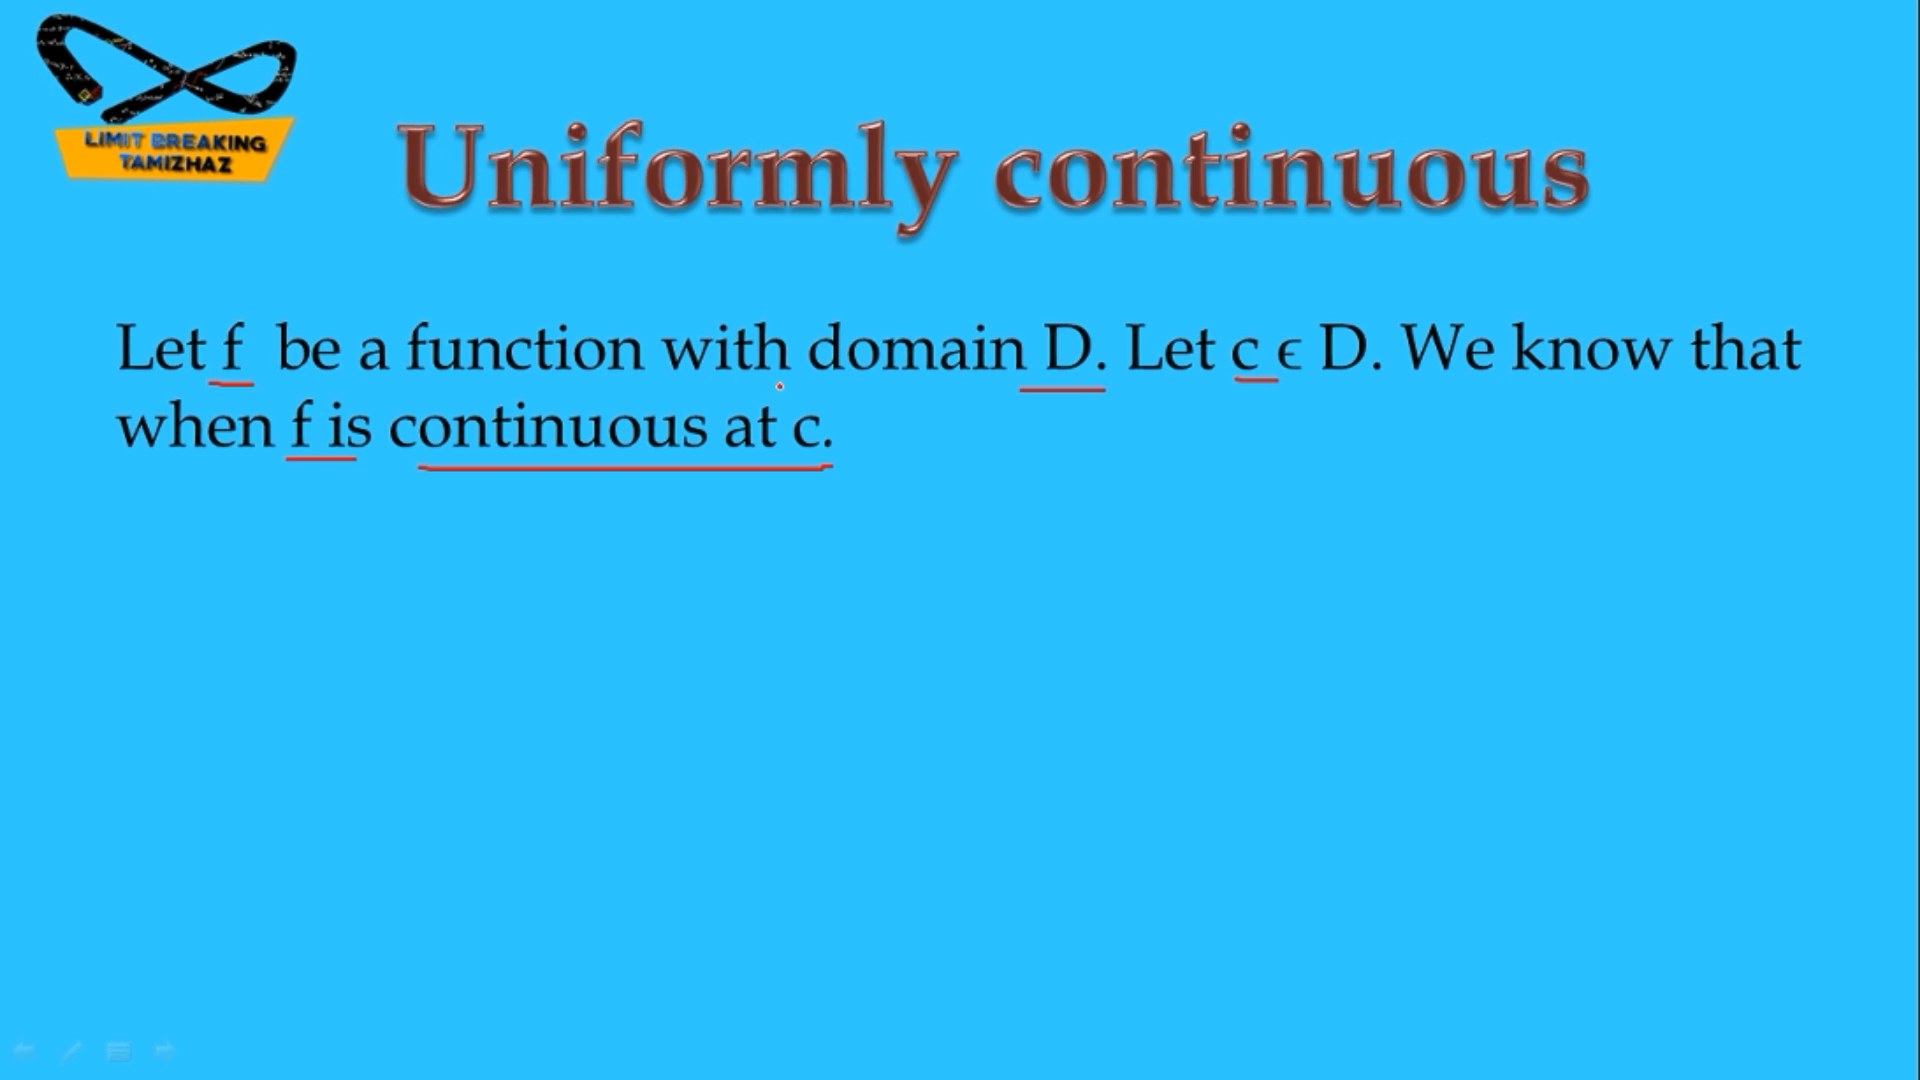 LIMIT BREAKING
TAMIZHAZ
Uniformly continuous
Let f be a function with domain D. Let c ϵ D. We know that
when f is continuous at c.